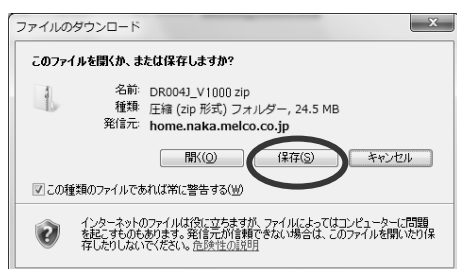 ファイルのダウンロード
x
このファイルを開くか、または保存しますか?
名前: DR004J_V1000 zip
種類: 圧縮 (zip 形式) フォルダー, 24.5 MB
発信元: home.naka.melco.co.jp
開く(O) 保存(S) キャンセル
この種類のファイルであれば常に警告する(W)
インターネットのファイルは役に立ちますが、ファイルによってはコンピューターに問題
を起こすものもあります。発信元が信頼できない場合は、このファイルを開いたり保
存したりしないでください。危険性の説明